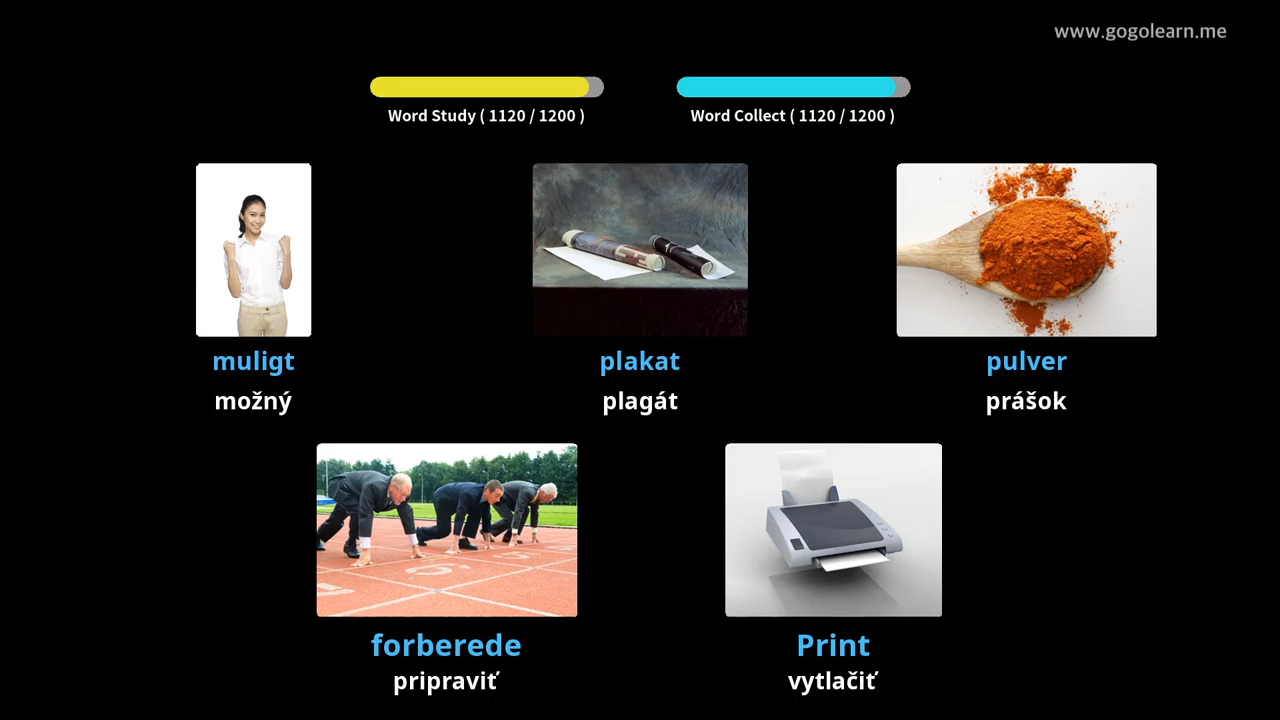 www.gogolearn.me
Word Study ( 1120 / 1200 )
Word Collect ( 1120 / 1200 )
muligt
plakat
pulver
možný
plagát
prášok
forberede
Print
pripraviť
vytlačiť